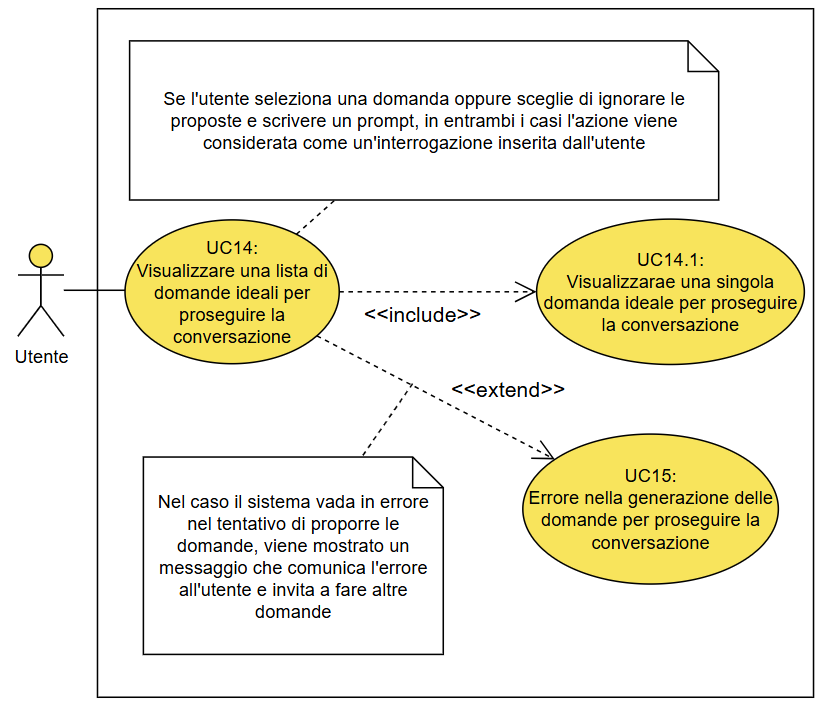 Se l'utente seleziona una domanda oppure sceglie di ignorare le
proposte e scrivere un prompt, in entrambi i casi l'azione viene
considerata come un'interrogazione inserita dall'utente
Utente
UC14:
Visualizzare una lista di
domande ideali per
proseguire la
conversazione
<<include>>
UC14.1:
Visualizzarae una singola
domanda ideale per proseguire
la conversazione
<<extend>>
UC15:
Errore nella generazione delle
domande per proseguire la
conversazione
Nel caso il sistema vada in errore
nel tentativo di proporre le
domande, viene mostrato un
messaggio che comunica l'errore
all'utente e invita a fare altre
domande